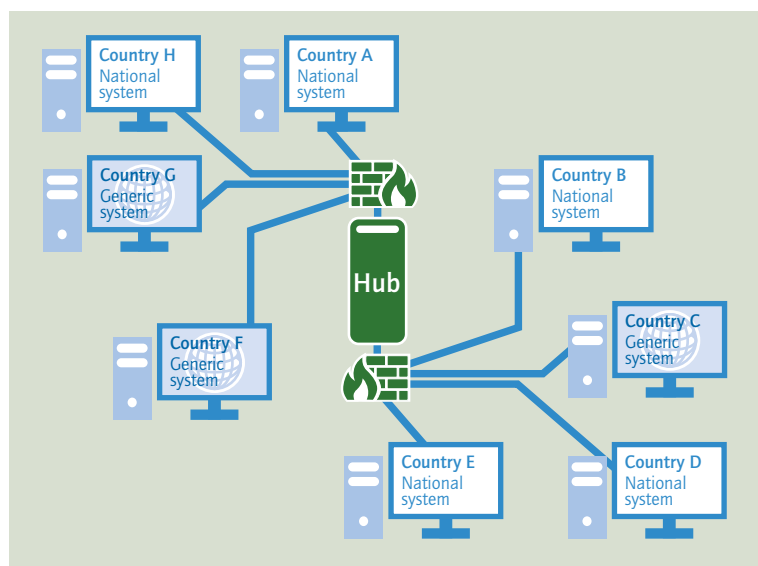 Country H
National
system
Country A
National
system
Country G
Generic
system
Country B
National
system
Hub
Country F
Generic
system
Country C
Generic
system
Country E
National
system
Country D
National
system